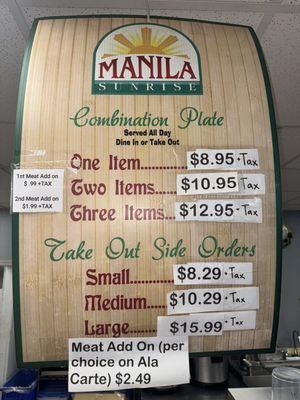 MANILA
SUNRISE
Combination Plate
Served All Day
Dine In or Take Out
One Item............ $8.95 + Tax
Two Items.......... $10.95 Tax
Three Items........ $12.95 - Tax
1st Meat Add on
$ .99 +TAX
2nd Meat Add on
$1.99 +TAX
Take Out Side Orders
Small............ $8.29 + Tax
Medium......... $10.29 - Tax
Large............ $15.99 + Tax
Meat Add On (per
choice on Ala
Carte) $2.49